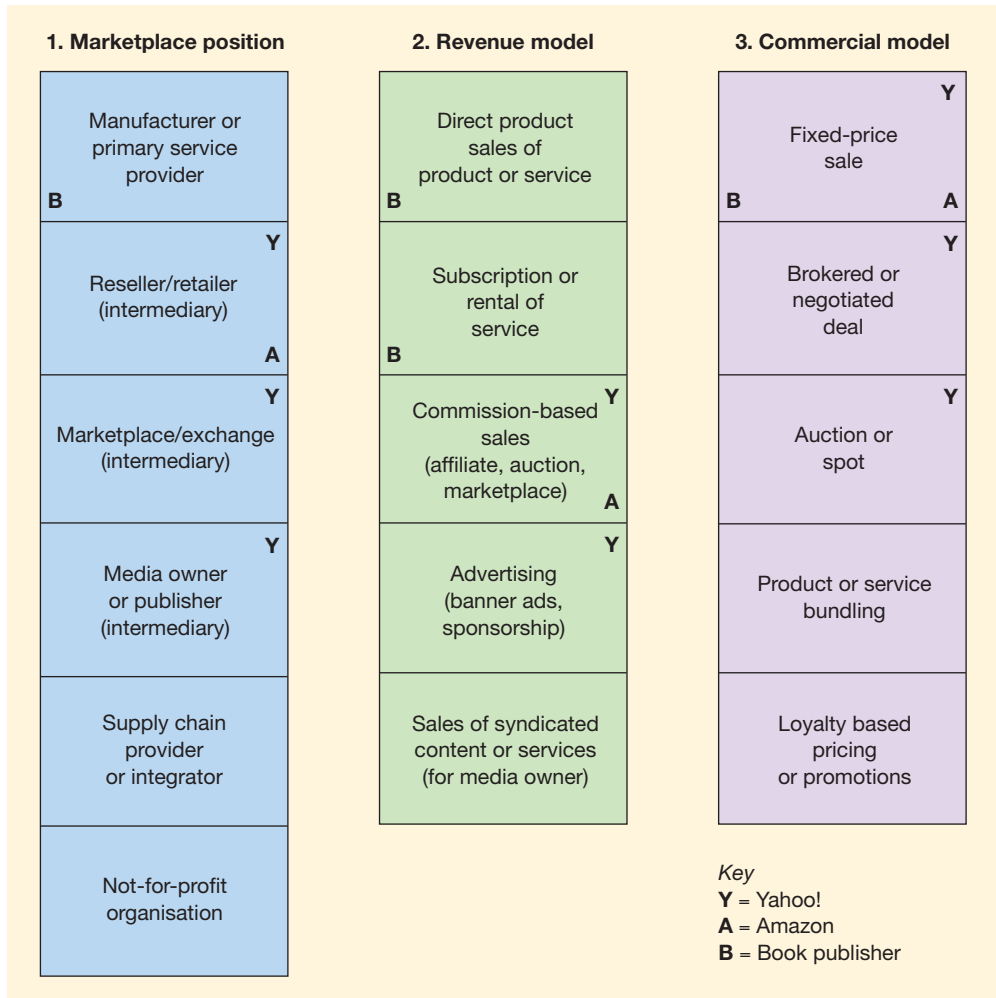 1. Marketplace position
Manufacturer or
primary service
provider
B
Y
Reseller/retailer
(intermediary)
A
Y
Marketplace/exchange
(intermediary)
Y
Media owner
or publisher
(intermediary)
Supply chain
provider
or integrator
Not-for-profit
organisation
2. Revenue model
Direct product
sales of
product or service
B
Subscription or
rental of
service
B
Y
Commission-based
sales
(affiliate, auction,
marketplace)
A
Y
Advertising
(banner ads,
sponsorship)
Sales of syndicated
content or services
(for media owner)
3. Commercial model
Y
Fixed-price
sale
B A
Y
Brokered or
negotiated
deal
Y
Auction or
spot
Product or service
bundling
Loyalty based
pricing
or promotions
Key
Y = Yahoo!
A = Amazon
B = Book publisher